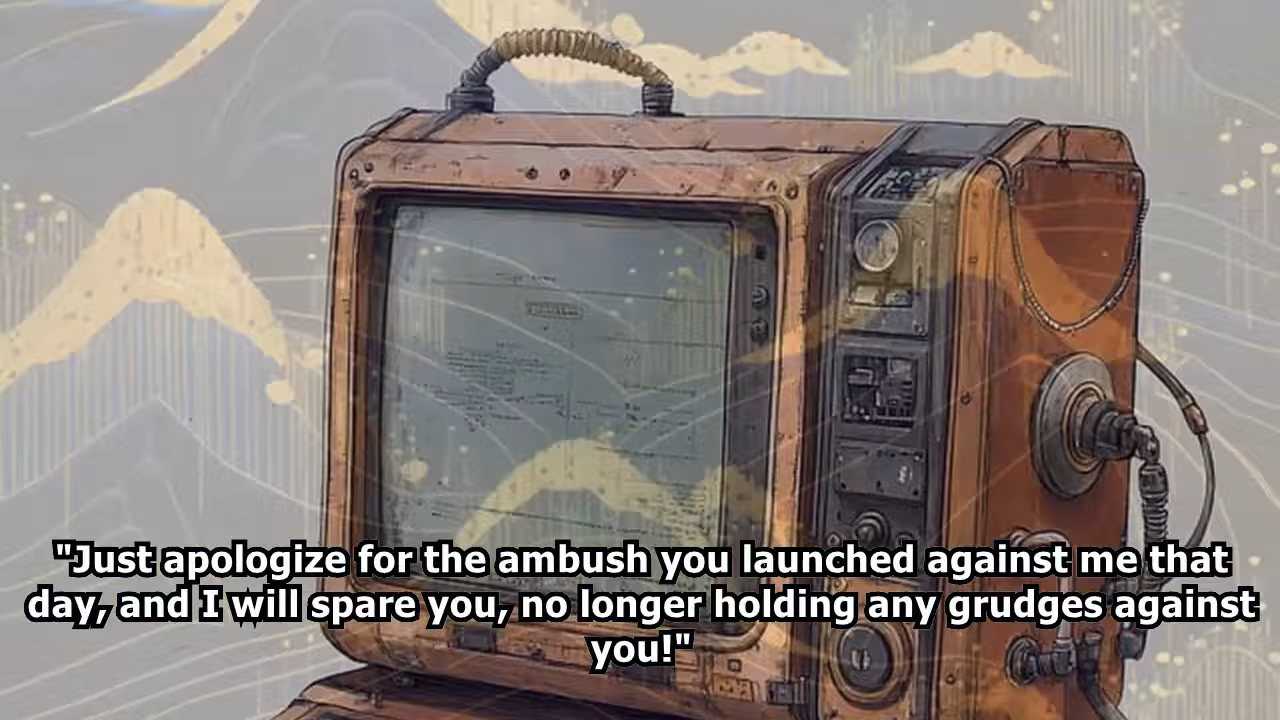 "Just apologize for the ambush you launched against me that
day, and I will spare you, no longer holding any grudges against
you!"